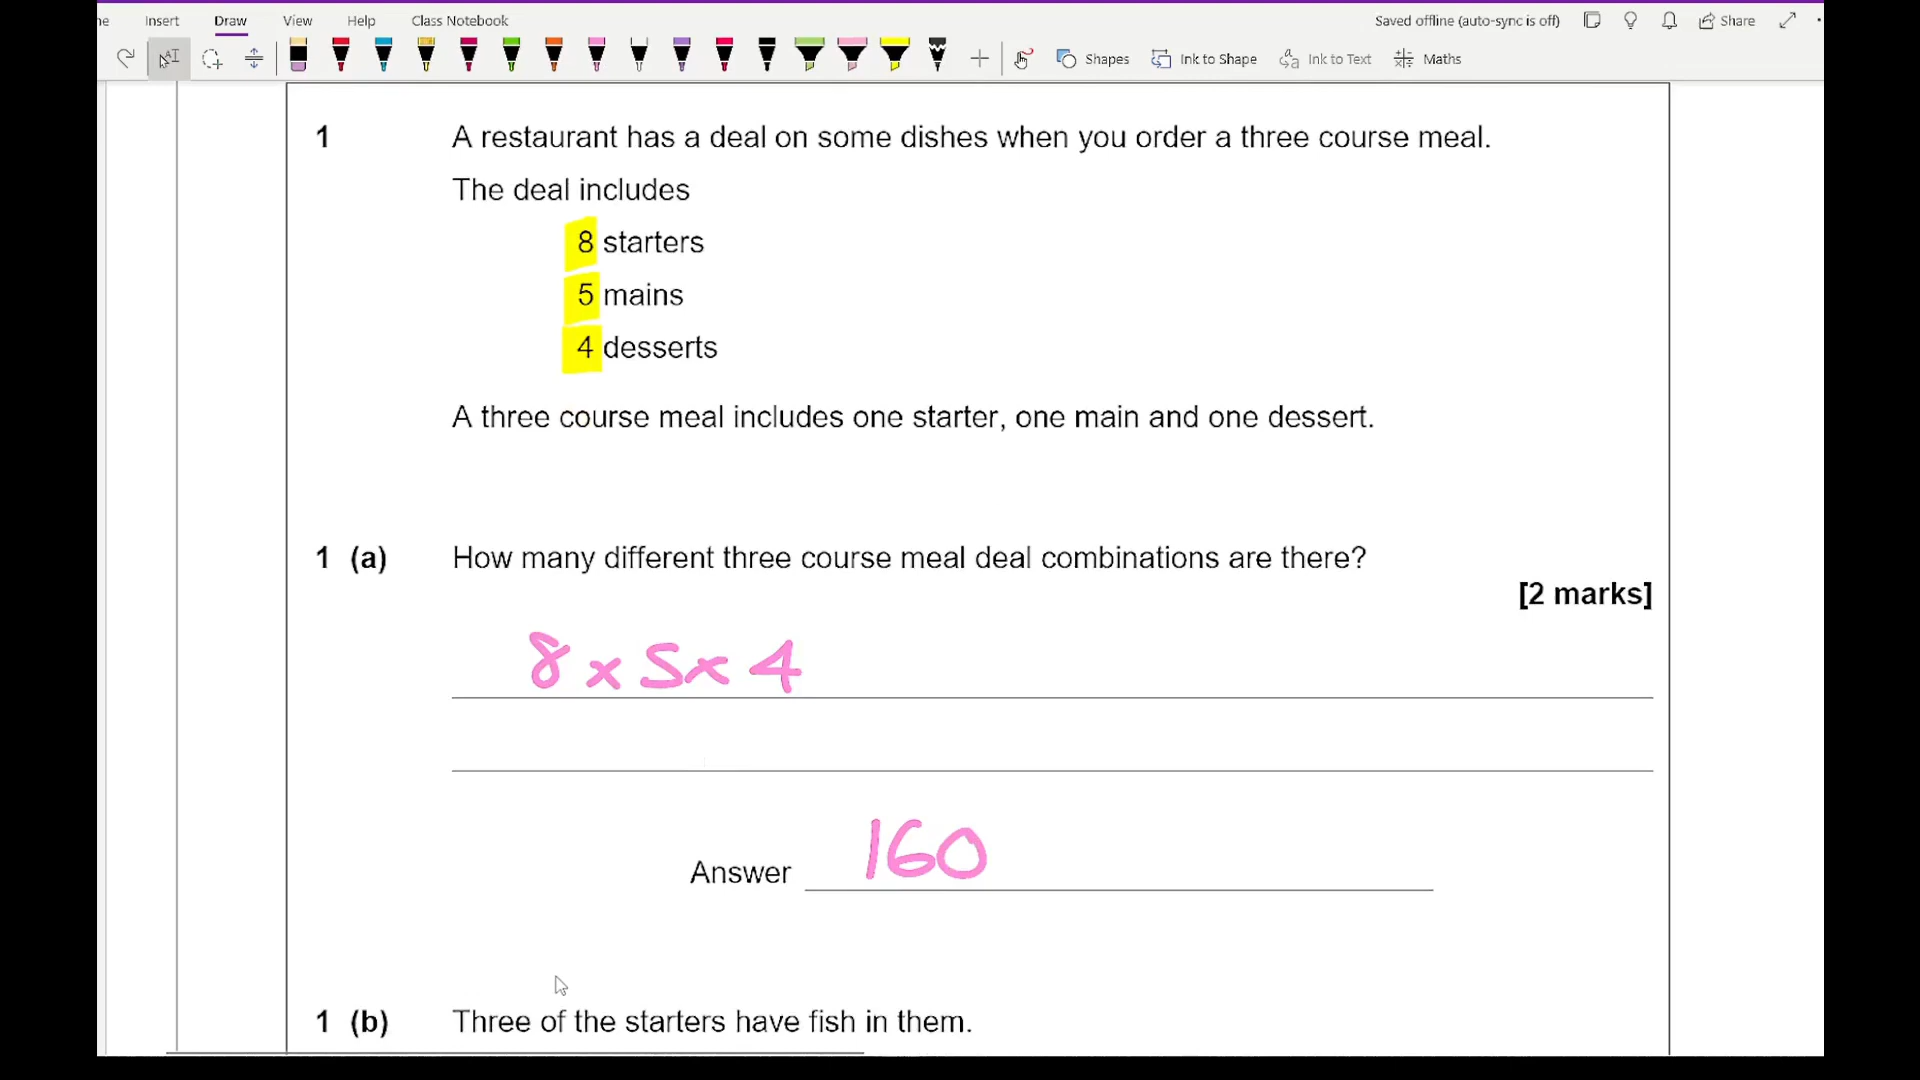 Insert Draw View Help Class Notebook Saved offline (auto-sync is off) Share
Shapes Ink to Shape Ink to Text Maths
1 A restaurant has a deal on some dishes when you order a three course meal.
The deal includes
8 starters
5 mains
4 desserts
A three course meal includes one starter, one main and one dessert.
1 (a) How many different three course meal deal combinations are there?
[2 marks]
8 x 5 x 4
Answer 160
1 (b) Three of the starters have fish in them.